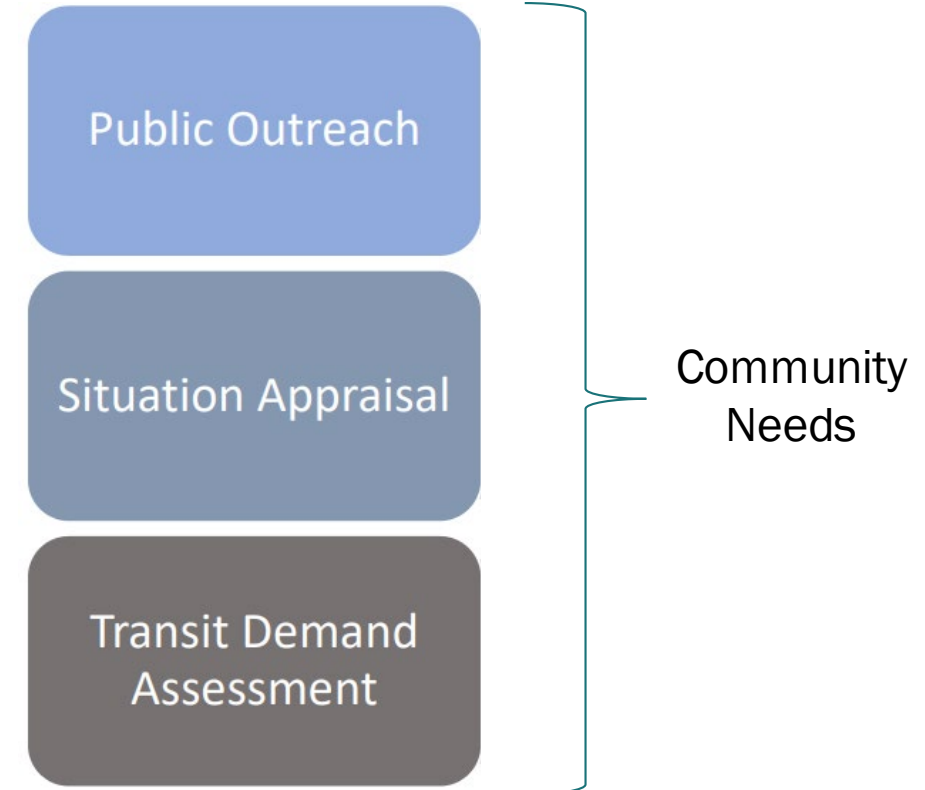 Public Outreach
Situation Appraisal
Transit Demand
Assessment
Community
Needs